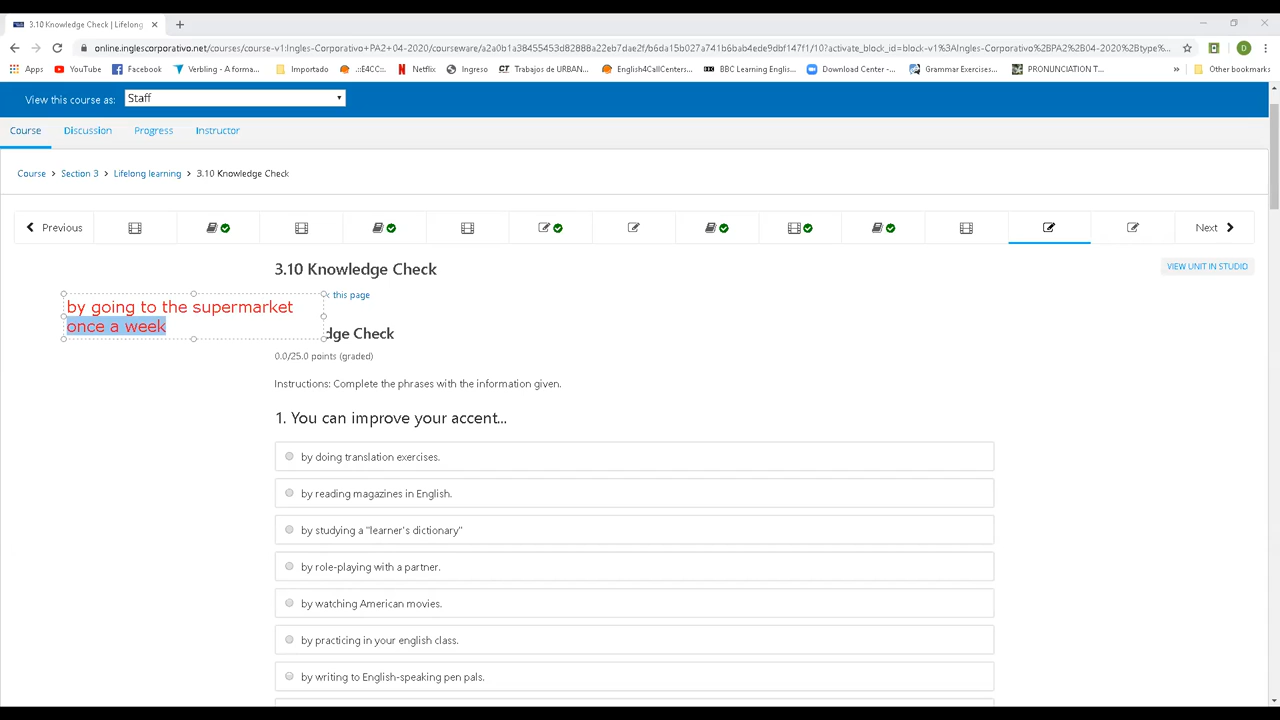 3.10 Knowledge Check | Lifelong
online.inglescorporativo.net/courses/course-v1:Ingles-Corporativo+PA2+04-2020/courseware/a2a0b1a38455453d82888a22eb7dae2f/b6da15b027a741b6bab4ede9dbf147f1/10?activate_block_id=block-v1%3AIngles-Corporativo%2BPA2%2B04-2020%2Btype%...
D
Apps YouTube Facebook Verbling - A forma... Importado .::E4CC::. Netflix Ingreso Trabajos de URBAN... English4CallCenters... BBC Learning Englis... Download Center -... Grammar Exercises... PRONUNCIATION T... » Other bookmarks
View this course as: Staff
Course Discussion Progress Instructor
Course > Section 3 > Lifelong learning > 3.10 Knowledge Check
Previous Next
3.10 Knowledge Check
VIEW UNIT IN STUDIO
this page
by going to the supermarket
once a week
dge Check
0.0/25.0 points (graded)
Instructions: Complete the phrases with the information given.
1. You can improve your accent...
by doing translation exercises.
by reading magazines in English.
by studying a "learner's dictionary"
by role-playing with a partner.
by watching American movies.
by practicing in your english class.
by writing to English-speaking pen pals.